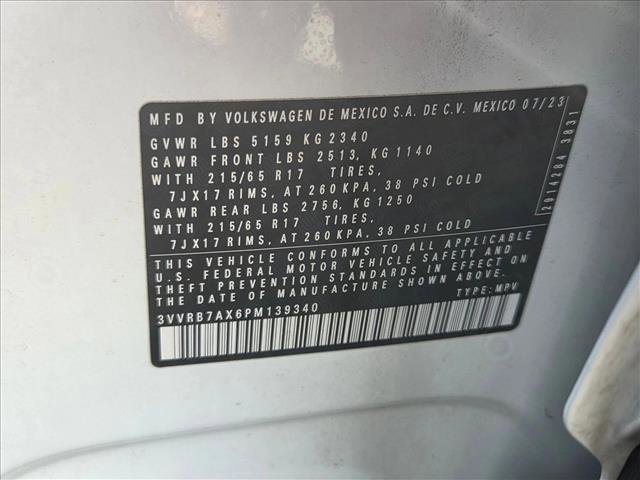 MFD BY VOLKSWAGEN DE MEXICO S.A. DE C.V. MEXICO 07/23
GVWR LBS 5159 KG 2340
GAWR FRONT LBS 2513, KG 1140
WITH 215/65 R17 TIRES,
7JX17 RIMS, AT 260 KPA, 38 PSI COLD
GAWR REAR LBS 2756, KG 1250
WITH 215/65 R17 TIRES,
7JX17 RIMS, AT 260 KPA, 38 PSI COLD
THIS VEHICLE CONFORMS TO ALL APPLICABLE
U.S. FEDERAL MOTOR VEHICLE SAFETY AND
THEFT PREVENTION STANDARDS IN EFFECT ON
THE DATE OF MANUFACTURE SHOWN ABOVE.
3VVRB7AX6PM139340 TYPE: MPV
2914284 3831